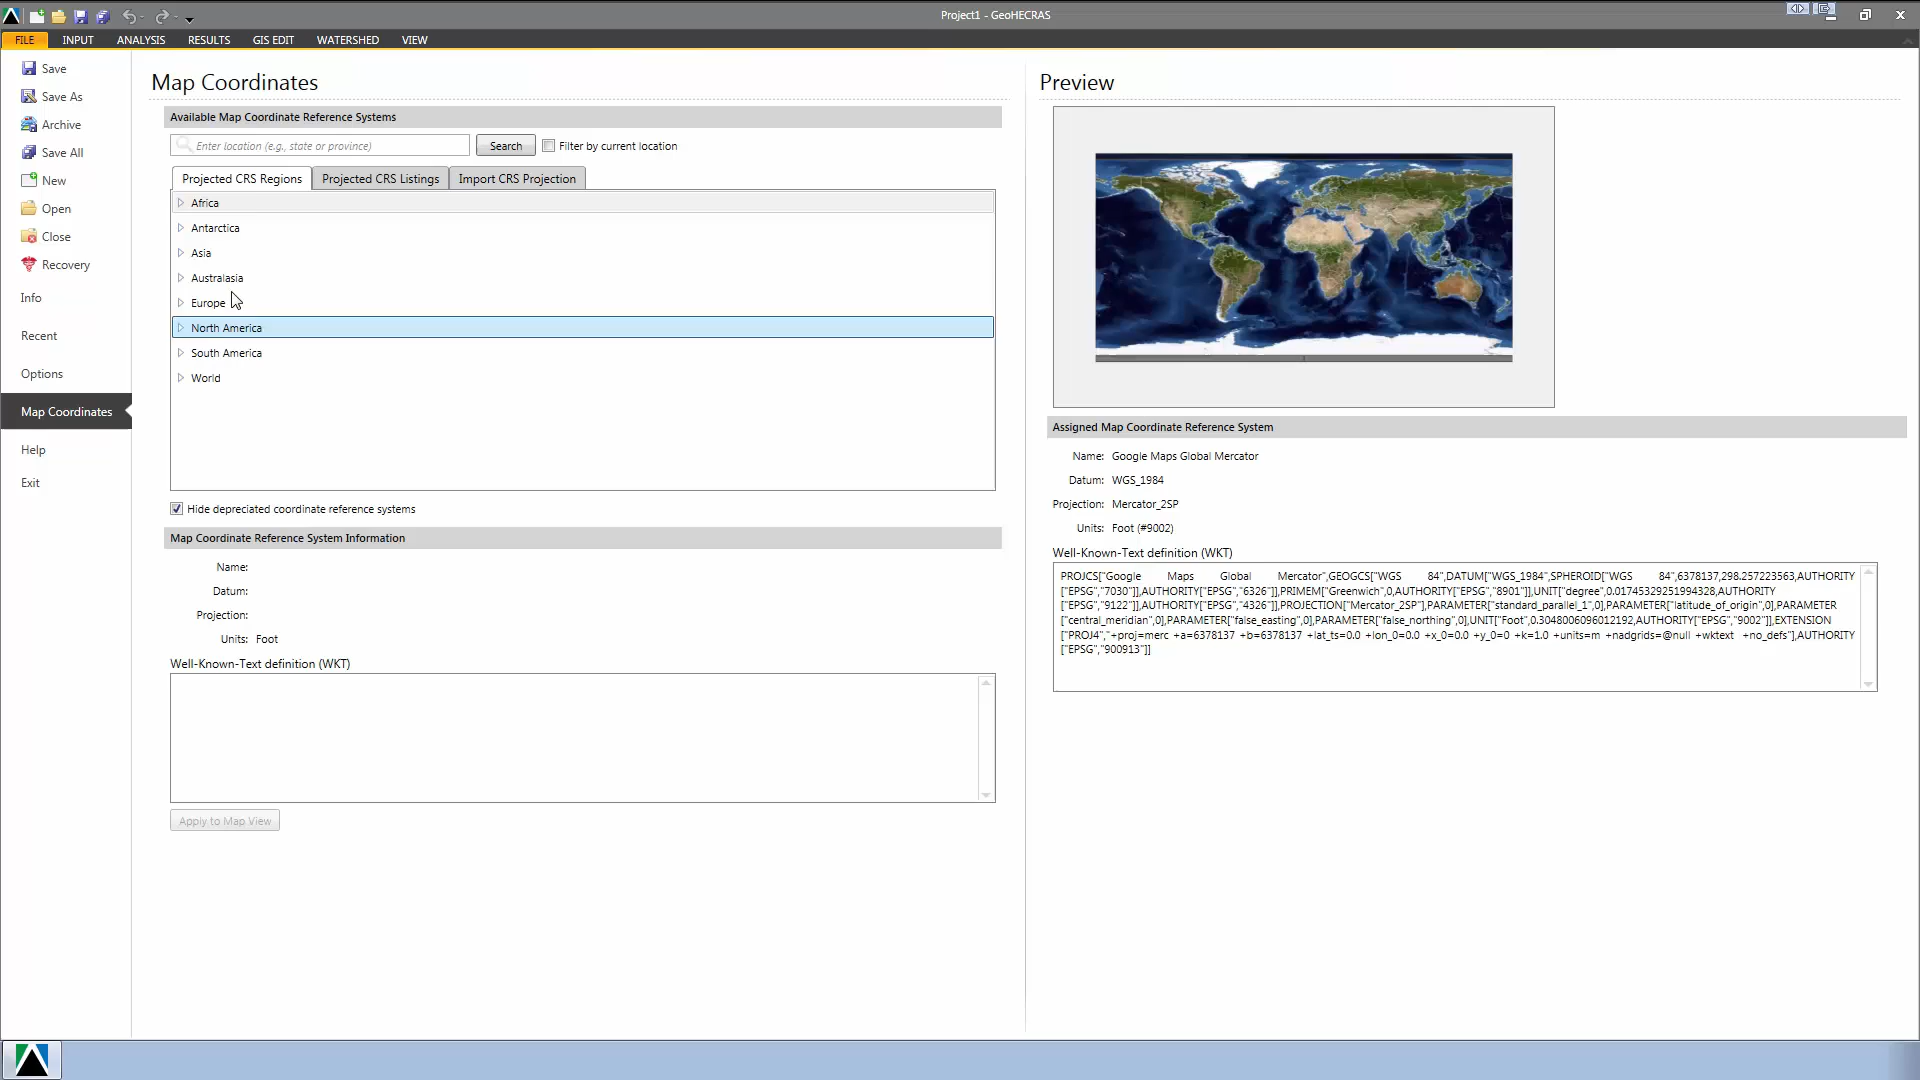 Project1 - GeoHECRAS
FILE INPUT ANALYSIS RESULTS GIS EDIT WATERSHED VIEW
Save
Save As
Archive
Save All
New
Open
Close
Recovery
Info
Recent
Options
Map Coordinates
Help
Exit
Map Coordinates
Available Map Coordinate Reference Systems
Enter location (e.g., state or province)
Search
Filter by current location
Projected CRS Regions
Projected CRS Listings
Import CRS Projection
Africa
Antarctica
Asia
Australasia
Europe
North America
South America
World
Hide depreciated coordinate reference systems
Map Coordinate Reference System Information
Name:
Datum:
Projection:
Units: Foot
Well-Known-Text definition (WKT)
Apply to Map View
Preview
Assigned Map Coordinate Reference System
Name: Google Maps Global Mercator
Datum: WGS_1984
Projection: Mercator_2SP
Units: Foot (#9002)
Well-Known-Text definition (WKT)
PROJCS["Google Maps Global Mercator",GEOGCS["WGS 84",DATUM["WGS_1984",SPHEROID["WGS 84",6378137,298.257223563,AUTHORITY
["EPSG","7030"]],AUTHORITY["EPSG","6326"]],PRIMEM["Greenwich",0,AUTHORITY["EPSG","8901"]],UNIT["degree",0.01745329251994328,AUTHORITY
["EPSG","9122"]],AUTHORITY["EPSG","4326"]],PROJECTION["Mercator_2SP"],PARAMETER["standard_parallel_1",0],PARAMETER["latitude_of_origin",0],PARAMETER
["central_meridian",0],PARAMETER["false_easting",0],PARAMETER["false_northing",0],UNIT["Foot",0.3048006096012192,AUTHORITY["EPSG","9002"]],EXTENSION
["PROJ4","+proj=merc +a=6378137 +b=6378137 +lat_ts=0.0 +lon_0=0.0 +x_0=0.0 +y_0=0 +k=1.0 +units=m +nadgrids=@null +wktext +no_defs"],AUTHORITY
["EPSG","900913"]]